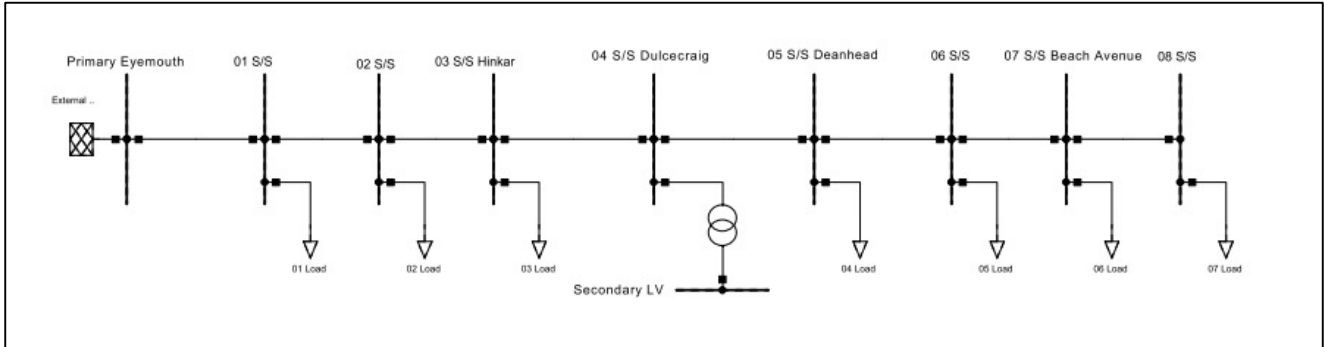 Primary Eyemouth
01 S/S
02 S/S
03 S/S Hinkar
04 S/S Dulcecraig
05 S/S Deanhead
06 S/S
07 S/S Beach Avenue
08 S/S
External ..
01 Load
02 Load
03 Load
04 Load
05 Load
06 Load
07 Load
Secondary LV